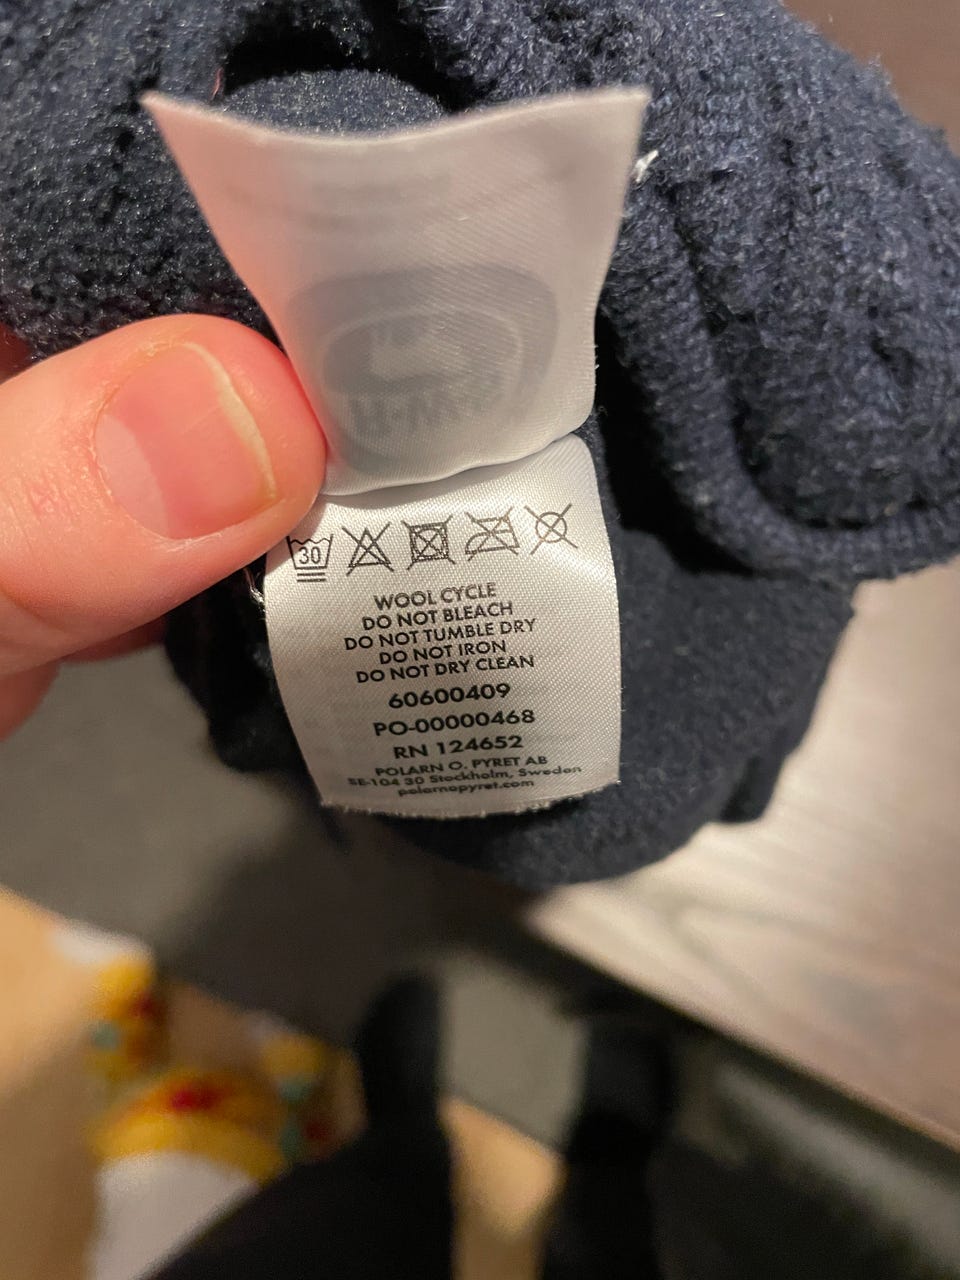 30
WOOL CYCLE
DO NOT BLEACH
DO NOT TUMBLE DRY
DO NOT IRON
DO NOT DRY CLEAN
60600409
PO-00000468
RN 124652
POLARN O. PYRET AB
SE-104 30 Stockholm, Sweden
polarnopyret.com